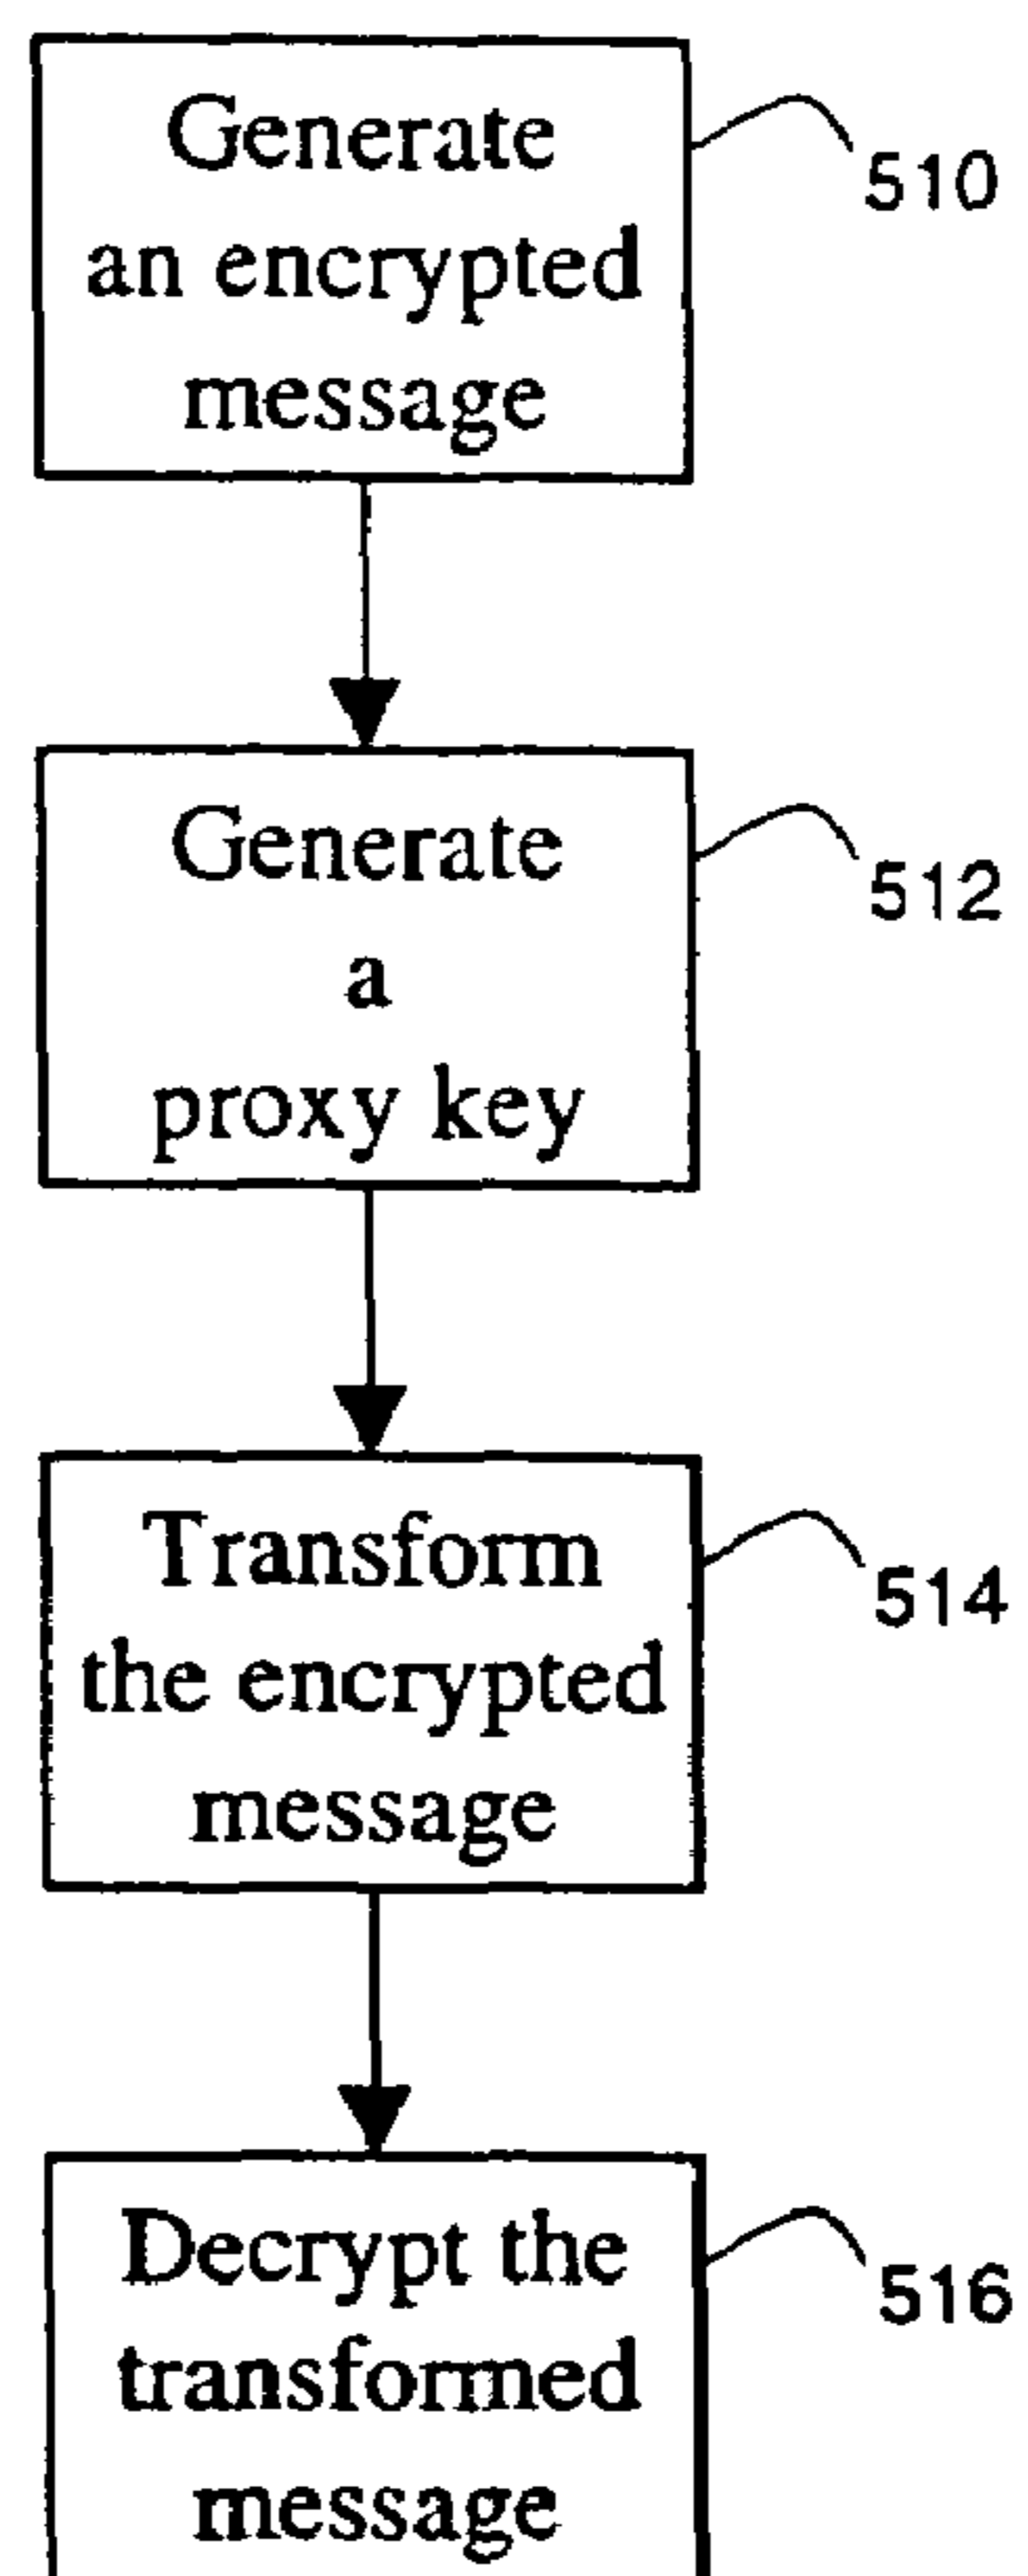 Generate
an encrypted
message
510
Generate
a
proxy key
512
Transform
the encrypted
message
514
Decrypt the
transformed
message
516